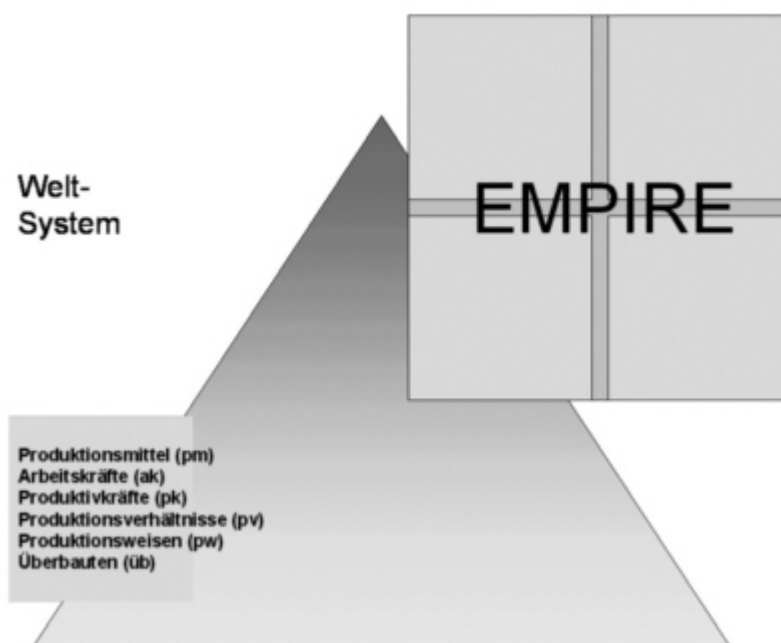 Welt-
System
EMPIRE
Produktionsmittel (pm)
Arbeitskräfte (ak)
Produktivkräfte (pk)
Produktionsverhältnisse (pv)
Produktionsweisen (pw)
Überbauten (üb)